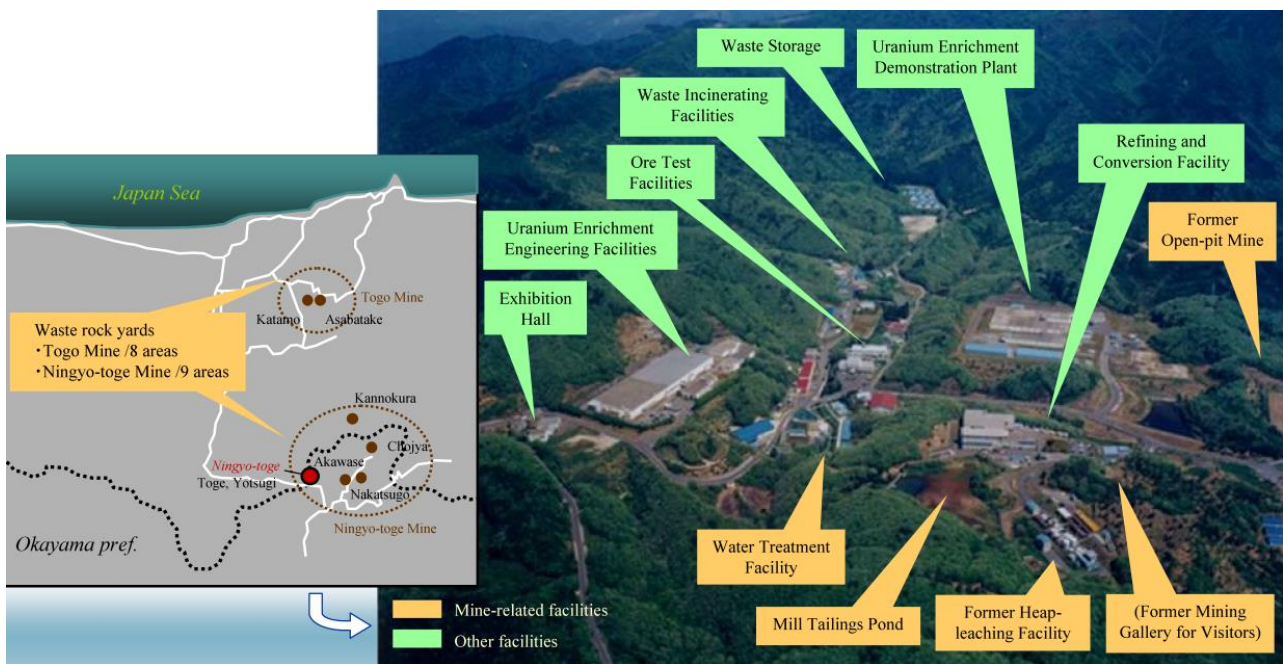 Japan Sea
Togo Mine
Katamo
Asabatake
Waste rock yards
・Togo Mine /8 areas
・Ningyo-toge Mine /9 areas
Kannokura
Chojya
Ningyo-toge
Akawase
Toge, Yotsugi
Nakatsugo
Ningyo-toge Mine
Okayama pref.
Waste Storage
Uranium Enrichment
Demonstration Plant
Waste Incinerating
Facilities
Refining and
Conversion Facility
Ore Test
Facilities
Former
Open-pit Mine
Uranium Enrichment
Engineering Facilities
Exhibition
Hall
Water Treatment
Facility
Mill Tailings Pond
Former Heap-
leaching Facility
(Former Mining
Gallery for Visitors)
Mine-related facilities
Other facilities